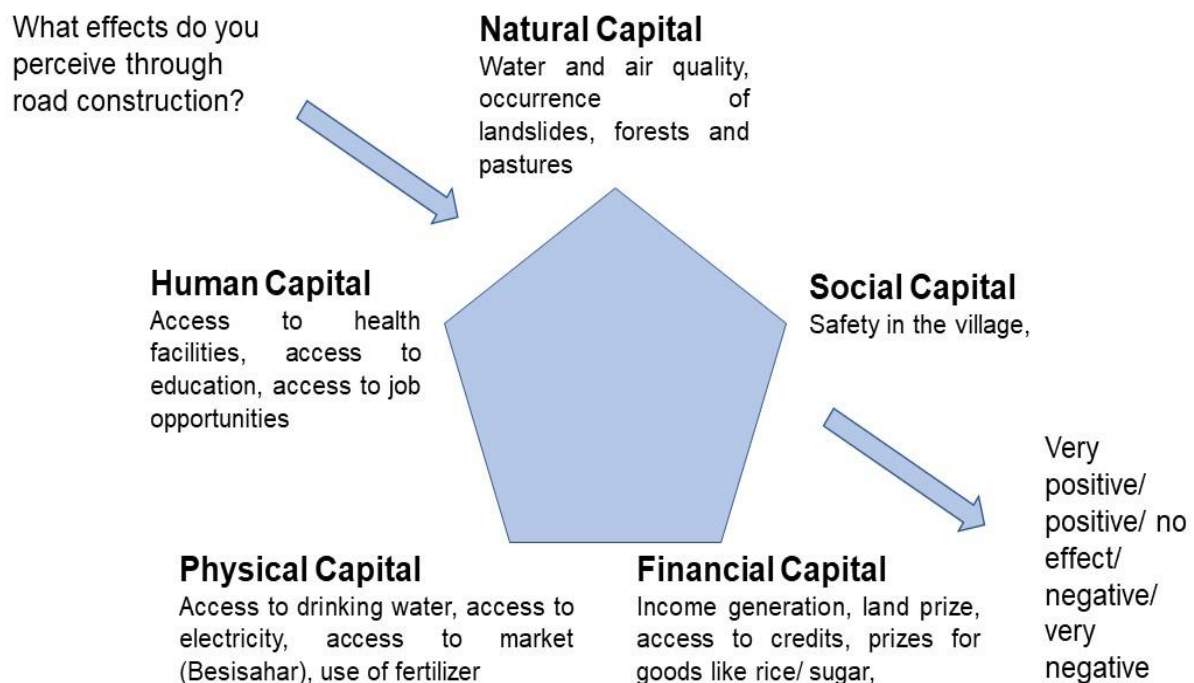 What effects do you
perceive through
road construction?
Natural Capital
Water and air quality,
occurrence of
landslides, forests and
pastures
Human Capital
Access to health
facilities, access to
education, access to job
opportunities
Social Capital
Safety in the village,
Physical Capital
Access to drinking water, access to
electricity, access to market
(Besisahar), use of fertilizer
Financial Capital
Income generation, land prize,
access to credits, prizes for
goods like rice/ sugar,
Very
positive/
positive/ no
effect/
negative/
very
negative